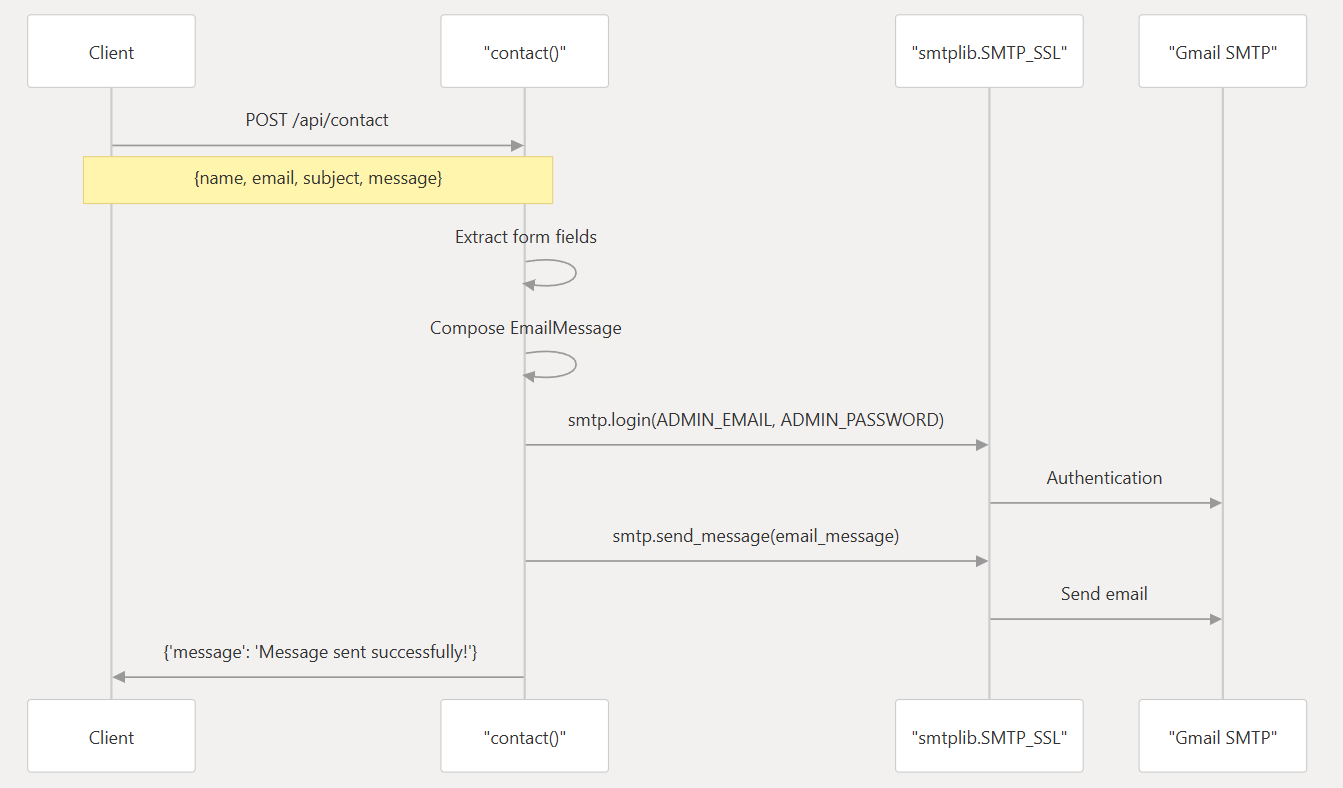 Client
"contact()"
"smtplib.SMTP_SSL"
"Gmail SMTP"
POST /api/contact
{name, email, subject, message}
Extract form fields
Compose EmailMessage
smtp.login(ADMIN_EMAIL, ADMIN_PASSWORD)
Authentication
smtp.send_message(email_message)
Send email
{'message': 'Message sent successfully!'}
Client
"contact()"
"smtplib.SMTP_SSL"
"Gmail SMTP"